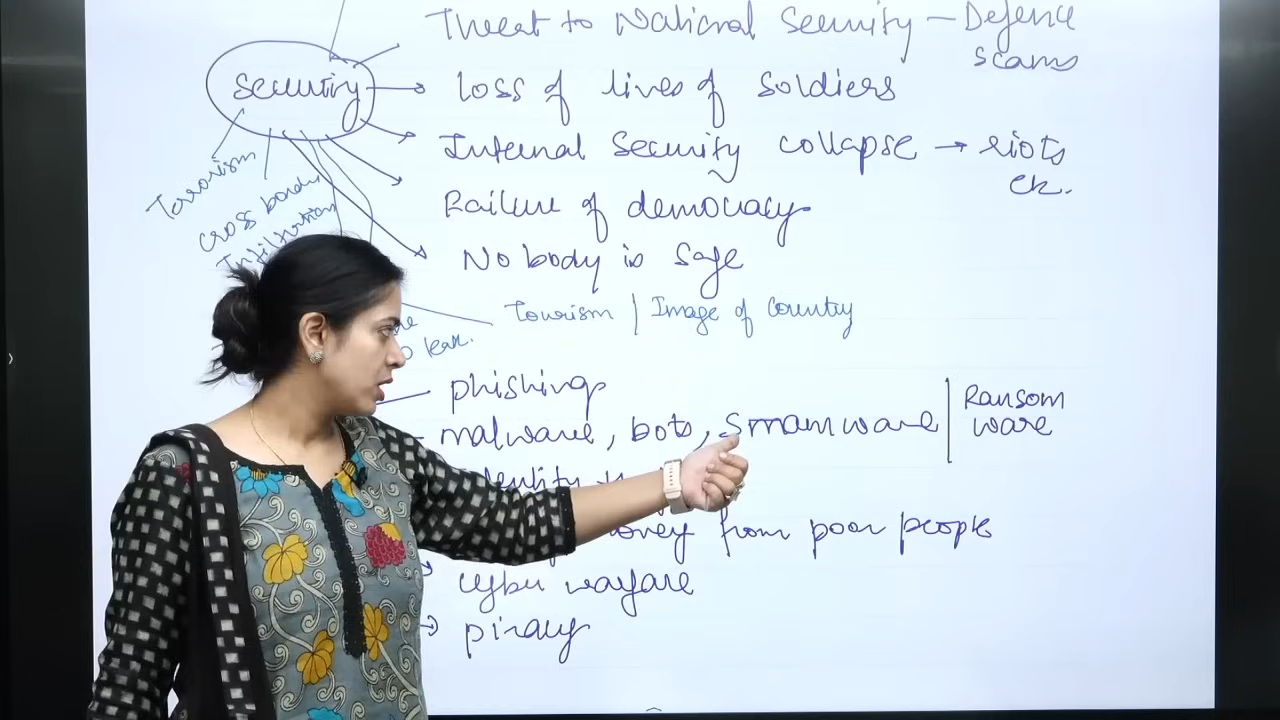 Threat to National Security – Defence
scams
Security → loss of lives of soldiers
Internal Security collapse → riots
etc.
Failure of democracy
Terrorism
cross border
Infiltration
No body is safe
Tourism | Image of Country
leak.
phishing
malware, bots, smamware | Ransom
ware
money from poor people
cyber warfare
→ piracy